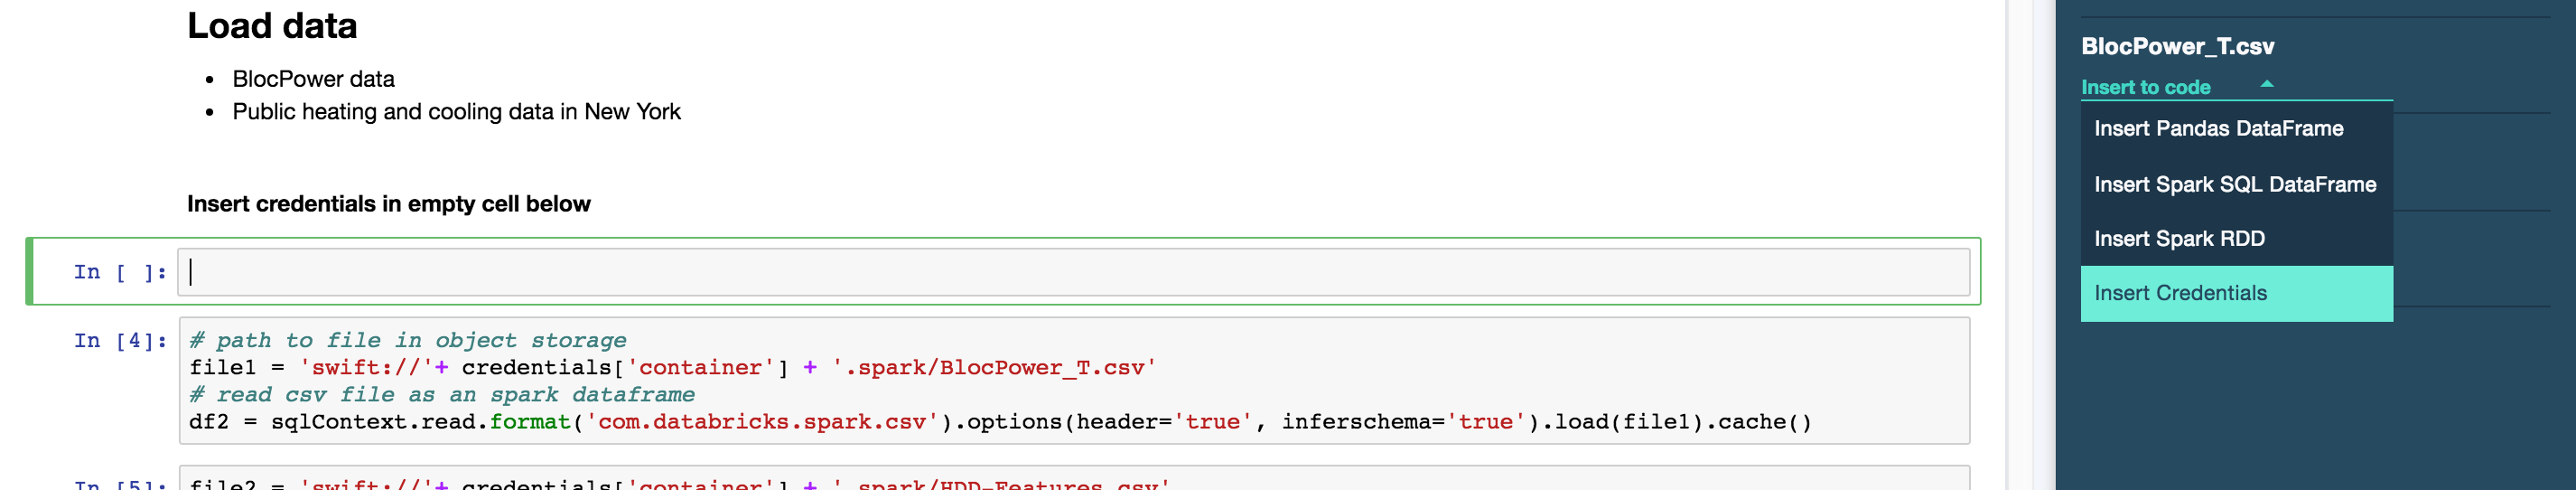 Load data
• BlocPower data
• Public heating and cooling data in New York
Insert credentials in empty cell below
In [ ]:
In [4]:
# path to file in object storage
file1 = 'swift://'+ credentials['container'] + '.spark/BlocPower_T.csv'
# read csv file as an spark dataframe
df2 = sqlContext.read.format('com.databricks.spark.csv').options(header='true', inferschema='true').load(file1).cache()
In [5]:
file2 = 'swift://'+ credentials['container'] + '.spark/HDD-Features.csv'
BlocPower_T.csv
Insert to code
Insert Pandas DataFrame
Insert Spark SQL DataFrame
Insert Spark RDD
Insert Credentials